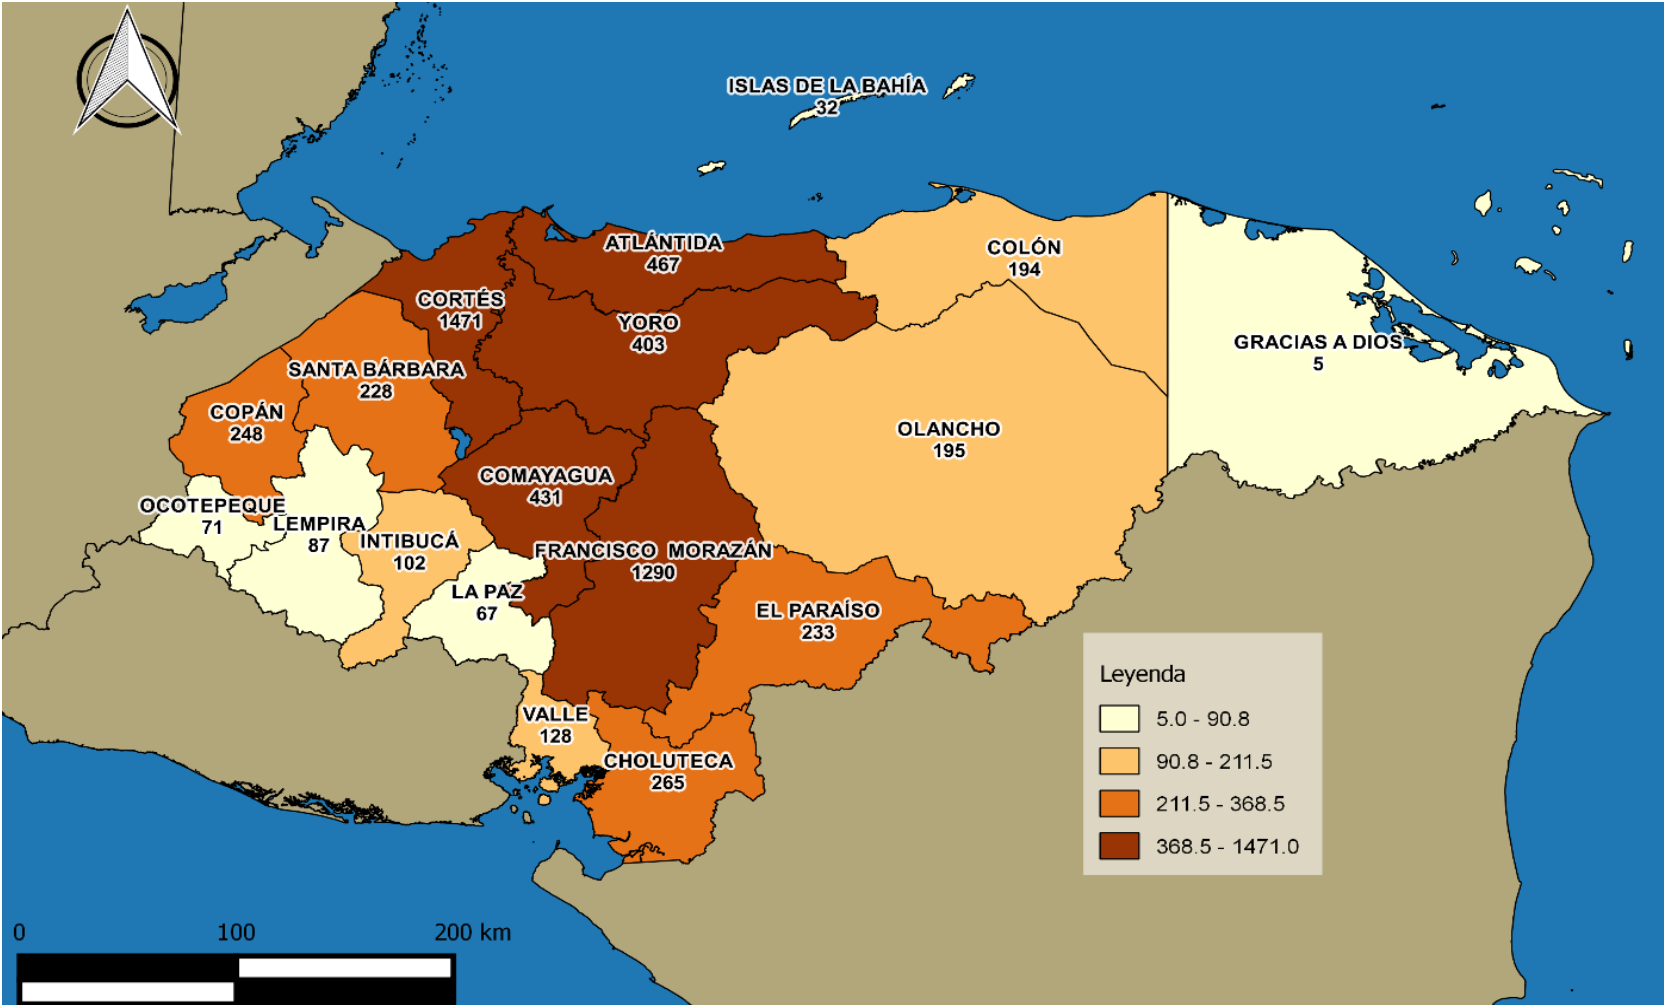 ISLAS DE LA BAHÍA
32
ATLÁNTIDA
467
COLÓN
194
CORTÉS
1471
YORO
403
GRACIAS A DIOS
5
SANTA BÁRBARA
228
COPÁN
248
OLANCHO
195
COMAYAGUA
431
OCOTEPEQUE
71
LEMPIRA
87
INTIBUCÁ
102
FRANCISCO MORAZÁN
1290
LA PAZ
67
EL PARAÍSO
233
VALLE
128
CHOLUTECA
265
Leyenda
5.0 - 90.8
90.8 - 211.5
211.5 - 368.5
368.5 - 1471.0
0 100 200 km